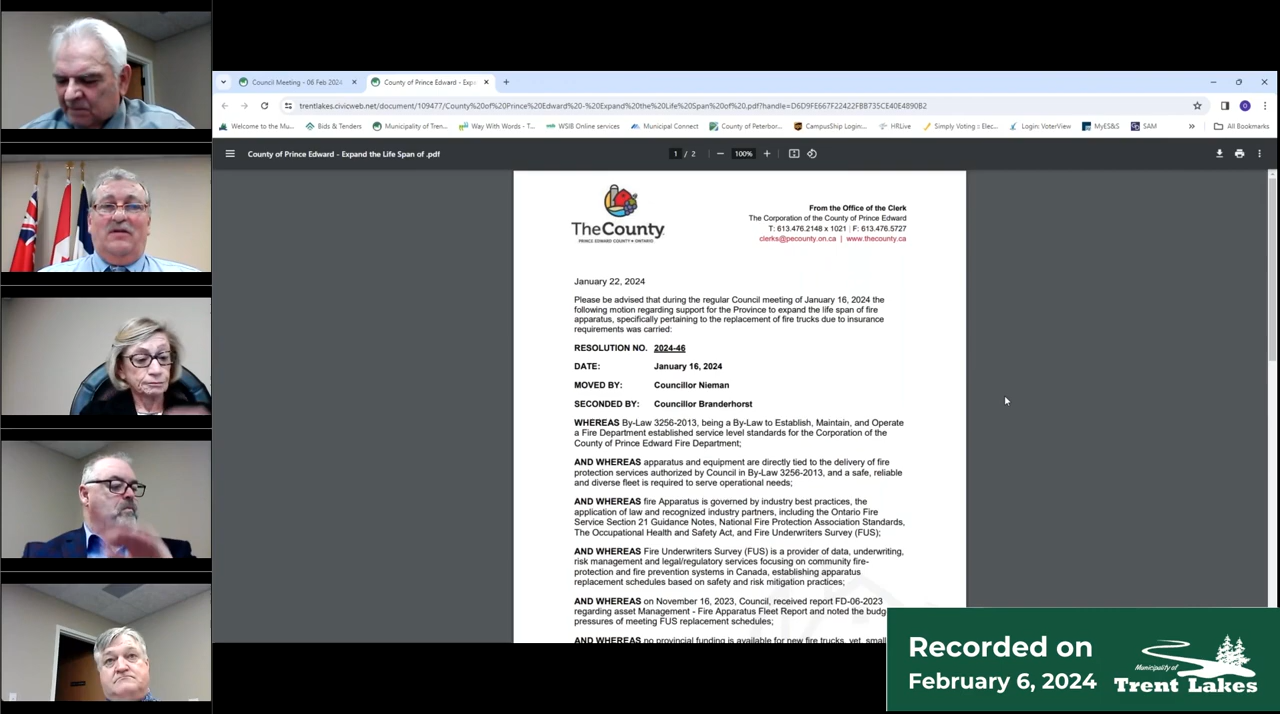 Council Meeting - 06 Feb 2024
County of Prince Edward - Exp
trentlakes.civicweb.net/document/109477/County%20of%20Prince%20Edward%20-%20Expand%20the%20Life%20Span%20of%20.pdf?handle=D6D9FE667F22422FBB735CE40E4890B2
Welcome to the Mu... Bids & Tenders Municipality of Tren... Way With Words - T... WSIB Online services Municipal Connect County of Peterbor... CampusShip Login:... HRLive Simply Voting :: Elec... Login: VoterView MyES&S SAM » All Bookmarks
County of Prince Edward - Expand the Life Span of .pdf 1 / 2 100%
TheCounty
PRINCE EDWARD COUNTY • ONTARIO
From the Office of the Clerk
The Corporation of the County of Prince Edward
T: 613.476.2148 x 1021 | F: 613.476.5727
clerks@pecounty.on.ca | www.thecounty.ca
January 22, 2024
Please be advised that during the regular Council meeting of January 16, 2024 the
following motion regarding support for the Province to expand the life span of fire
apparatus, specifically pertaining to the replacement of fire trucks due to insurance
requirements was carried:
RESOLUTION NO. 2024-46
DATE: January 16, 2024
MOVED BY: Councillor Nieman
SECONDED BY: Councillor Branderhorst
WHEREAS By-Law 3256-2013, being a By-Law to Establish, Maintain, and Operate
a Fire Department established service level standards for the Corporation of the
County of Prince Edward Fire Department;
AND WHEREAS apparatus and equipment are directly tied to the delivery of fire
protection services authorized by Council in By-Law 3256-2013, and a safe, reliable
and diverse fleet is required to serve operational needs;
AND WHEREAS fire Apparatus is governed by industry best practices, the
application of law and recognized industry partners, including the Ontario Fire
Service Section 21 Guidance Notes, National Fire Protection Association Standards,
The Occupational Health and Safety Act, and Fire Underwriters Survey (FUS);
AND WHEREAS Fire Underwriters Survey (FUS) is a provider of data, underwriting,
risk management and legal/regulatory services focusing on community fire-
protection and fire prevention systems in Canada, establishing apparatus
replacement schedules based on safety and risk mitigation practices;
AND WHEREAS on November 16, 2023, Council, received report FD-06-2023
regarding asset Management - Fire Apparatus Fleet Report and noted the budg
pressures of meeting FUS replacement schedules;
AND WHEREAS no provincial funding is available for new fire trucks, yet, small
Recorded on
February 6, 2024
Municipality of
Trent Lakes